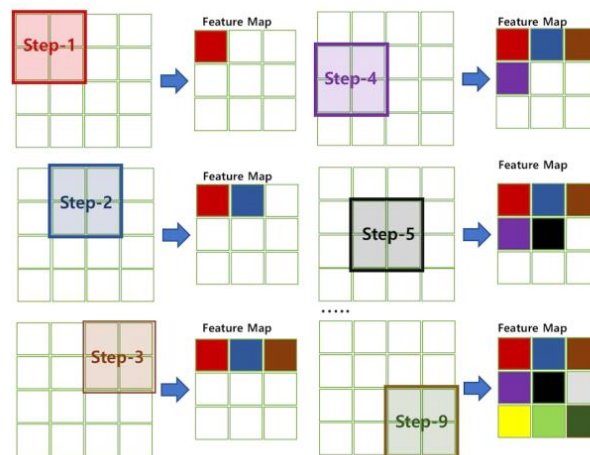 Feature Map
Step-1
Feature Map
Step-4
Feature Map
Step-2
Feature Map
Step-5
.....
Feature Map
Step-3
Feature Map
Step-9